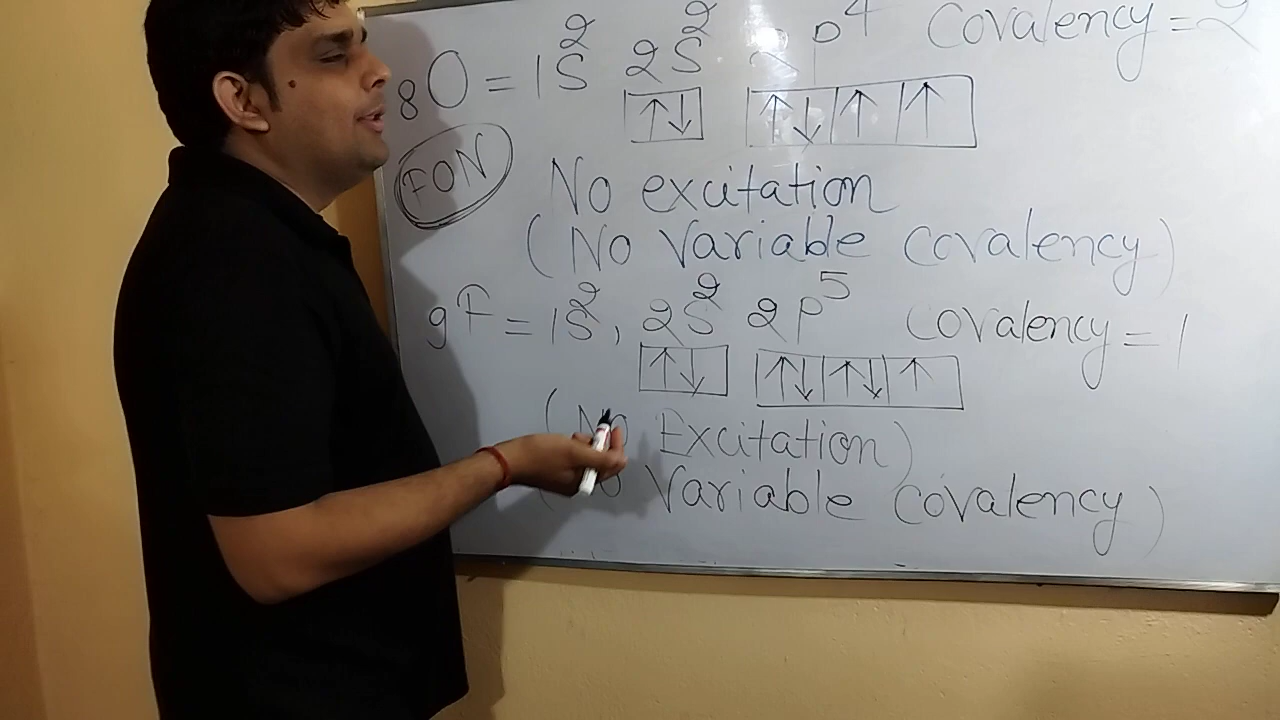 ₈O = 1S² 2S² 2p⁴ Covalency = 2
↑↓ ↑↓ ↑ ↑
FON
No excitation
(No Variable Covalency)
₉F = 1S², 2S² 2P⁵ Covalency = 1
↑↓ ↑↓ ↑↓ ↑
(No Excitation)
(No Variable Covalency)